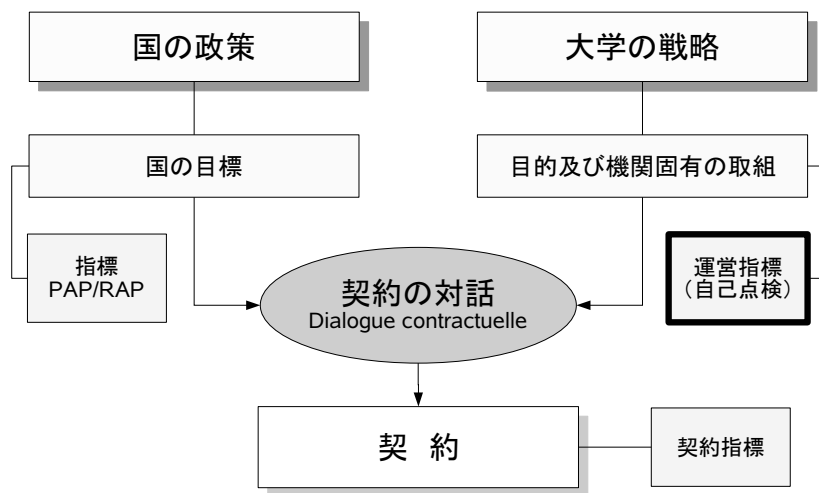 国の政策
大学の戦略
国の目標
目的及び機関固有の取組
指標
PAP/RAP
運営指標
（自己点検）
契約の対話
Dialogue contractuelle
契 約
契約指標